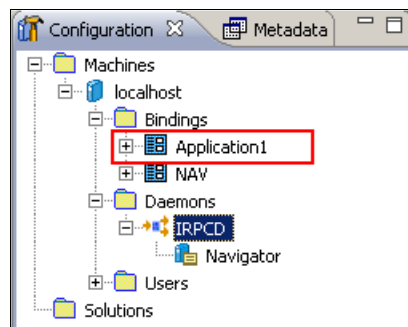 Configuration Metadata
Machines
localhost
Bindings
Application1
NAV
Daemons
IRPCD
Navigator
Users
Solutions